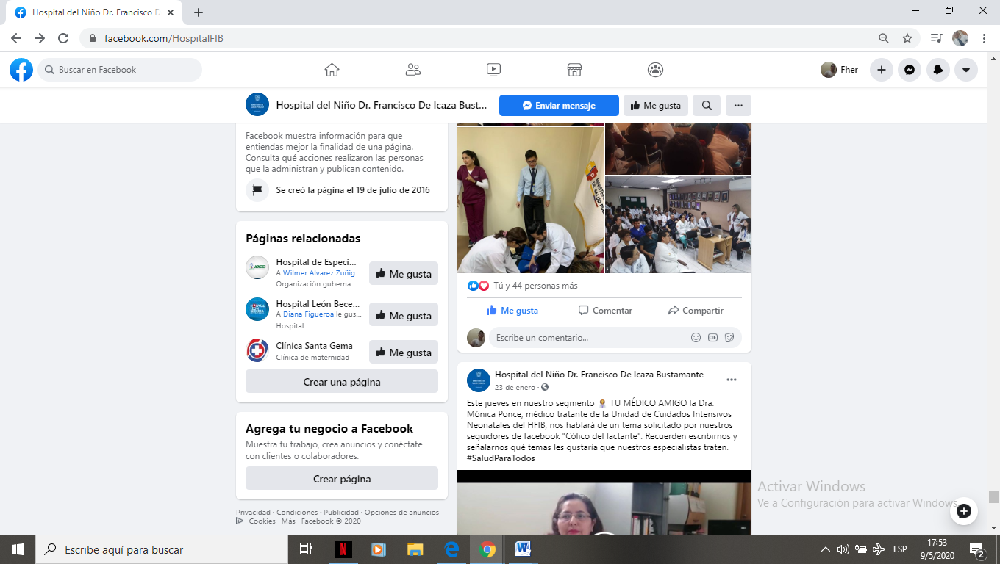 Hospital del Niño Dr. Francisco D
facebook.com/HospitalFIB
Buscar en Facebook
Fher
Hospital del Niño Dr. Francisco De Icaza Bust...
Enviar mensaje
Me gusta
Facebook muestra información para que
entiendas mejor la finalidad de una página.
Consulta qué acciones realizaron las personas
que la administran y publican contenido.
Se creó la página el 19 de julio de 2016
Páginas relacionadas
Hospital de Especi...
A Wilmer Alvarez Zuñig...
Organización guberna...
Me gusta
Hospital León Bece...
A Diana Figueroa le gus...
Hospital
Me gusta
Clínica Santa Gema
Clínica de maternidad
Me gusta
Crear una página
Agrega tu negocio a Facebook
Muestra tu trabajo, crea anuncios y conéctate
con clientes o colaboradores.
Crear página
Privacidad · Condiciones · Publicidad · Opciones de anuncios
· Cookies · Más · Facebook © 2020
Tú y 44 personas más
Me gusta
Comentar
Compartir
Escribe un comentario...
GIF
Hospital del Niño Dr. Francisco De Icaza Bustamante
23 de enero ·
Este jueves en nuestro segmento TU MÉDICO AMIGO la Dra.
Mónica Ponce, médico tratante de la Unidad de Cuidados Intensivos
Neonatales del HFIB, nos hablará de un tema solicitado por nuestros
seguidores de facebook "Cólico del lactante". Recuerden escribirnos y
señalarnos qué temas les gustaría que nuestros especialistas traten.
#SaludParaTodos
Activar Windows
Ve a Configuración para activar Windows.
Escribe aquí para buscar
ESP
17:53
9/5/2020
2